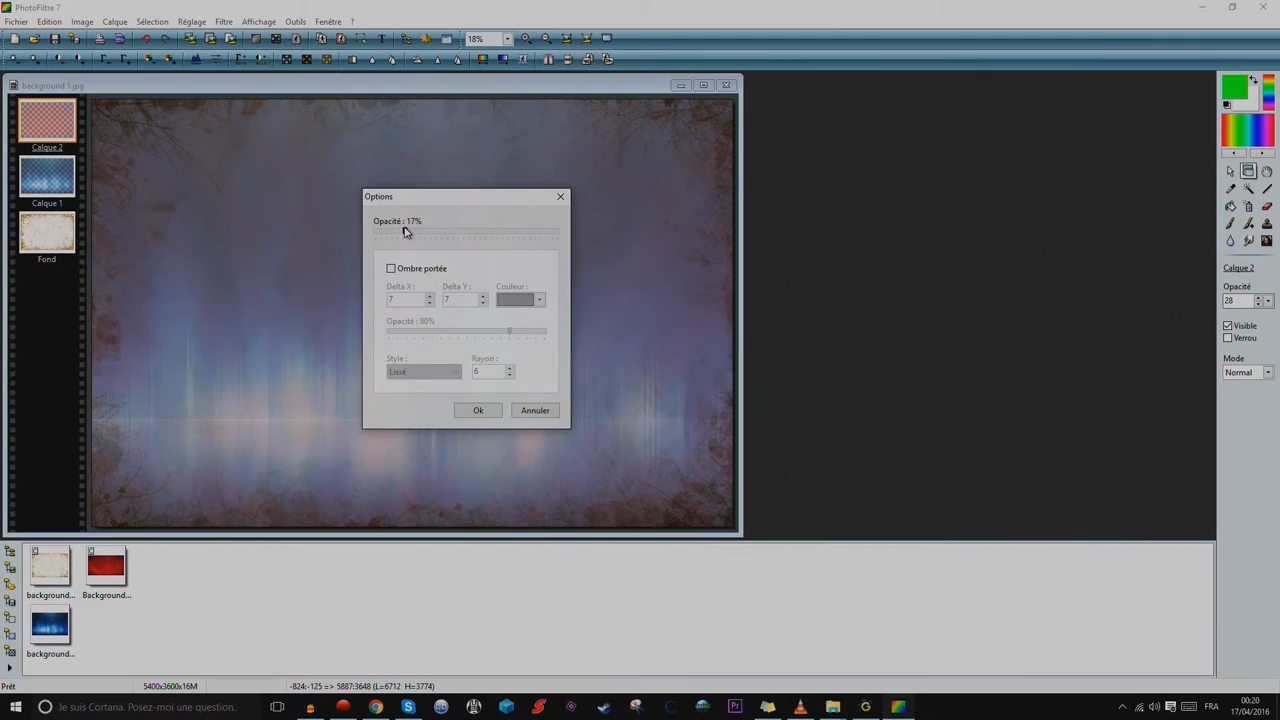 PhotoFiltre 7
Fichier Edition Image Calque Sélection Réglage Filtre Affichage Outils Fenêtre ?
18%
background 1.jpg
Calque 2
Calque 1
Fond
Options
Opacité : 17%
Ombre portée
Delta X : Delta Y : Couleur :
7 7
Opacité : 80%
Style : Rayon :
Lissé 6
Ok Annuler
Calque 2
Opacité
28
Visible
Verrou
Mode
Normal
background... Background...
background...
Prêt 5400x3600x16M -824:-125 => 5887:3648 (L=6712 H=3774)
Je suis Cortana. Posez-moi une question.
FRA
00:20
17/04/2016